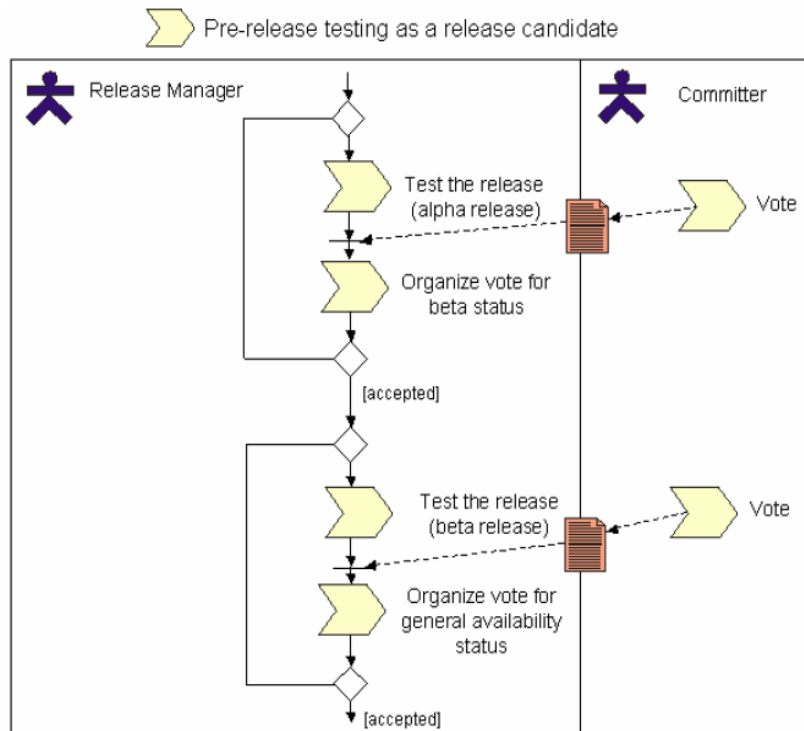 Pre-release testing as a release candidate
Release Manager
Committer
Test the release
(alpha release)
Vote
Organize vote for
beta status
[accepted]
Test the release
(beta release)
Vote
Organize vote for
general availability
status
[accepted]